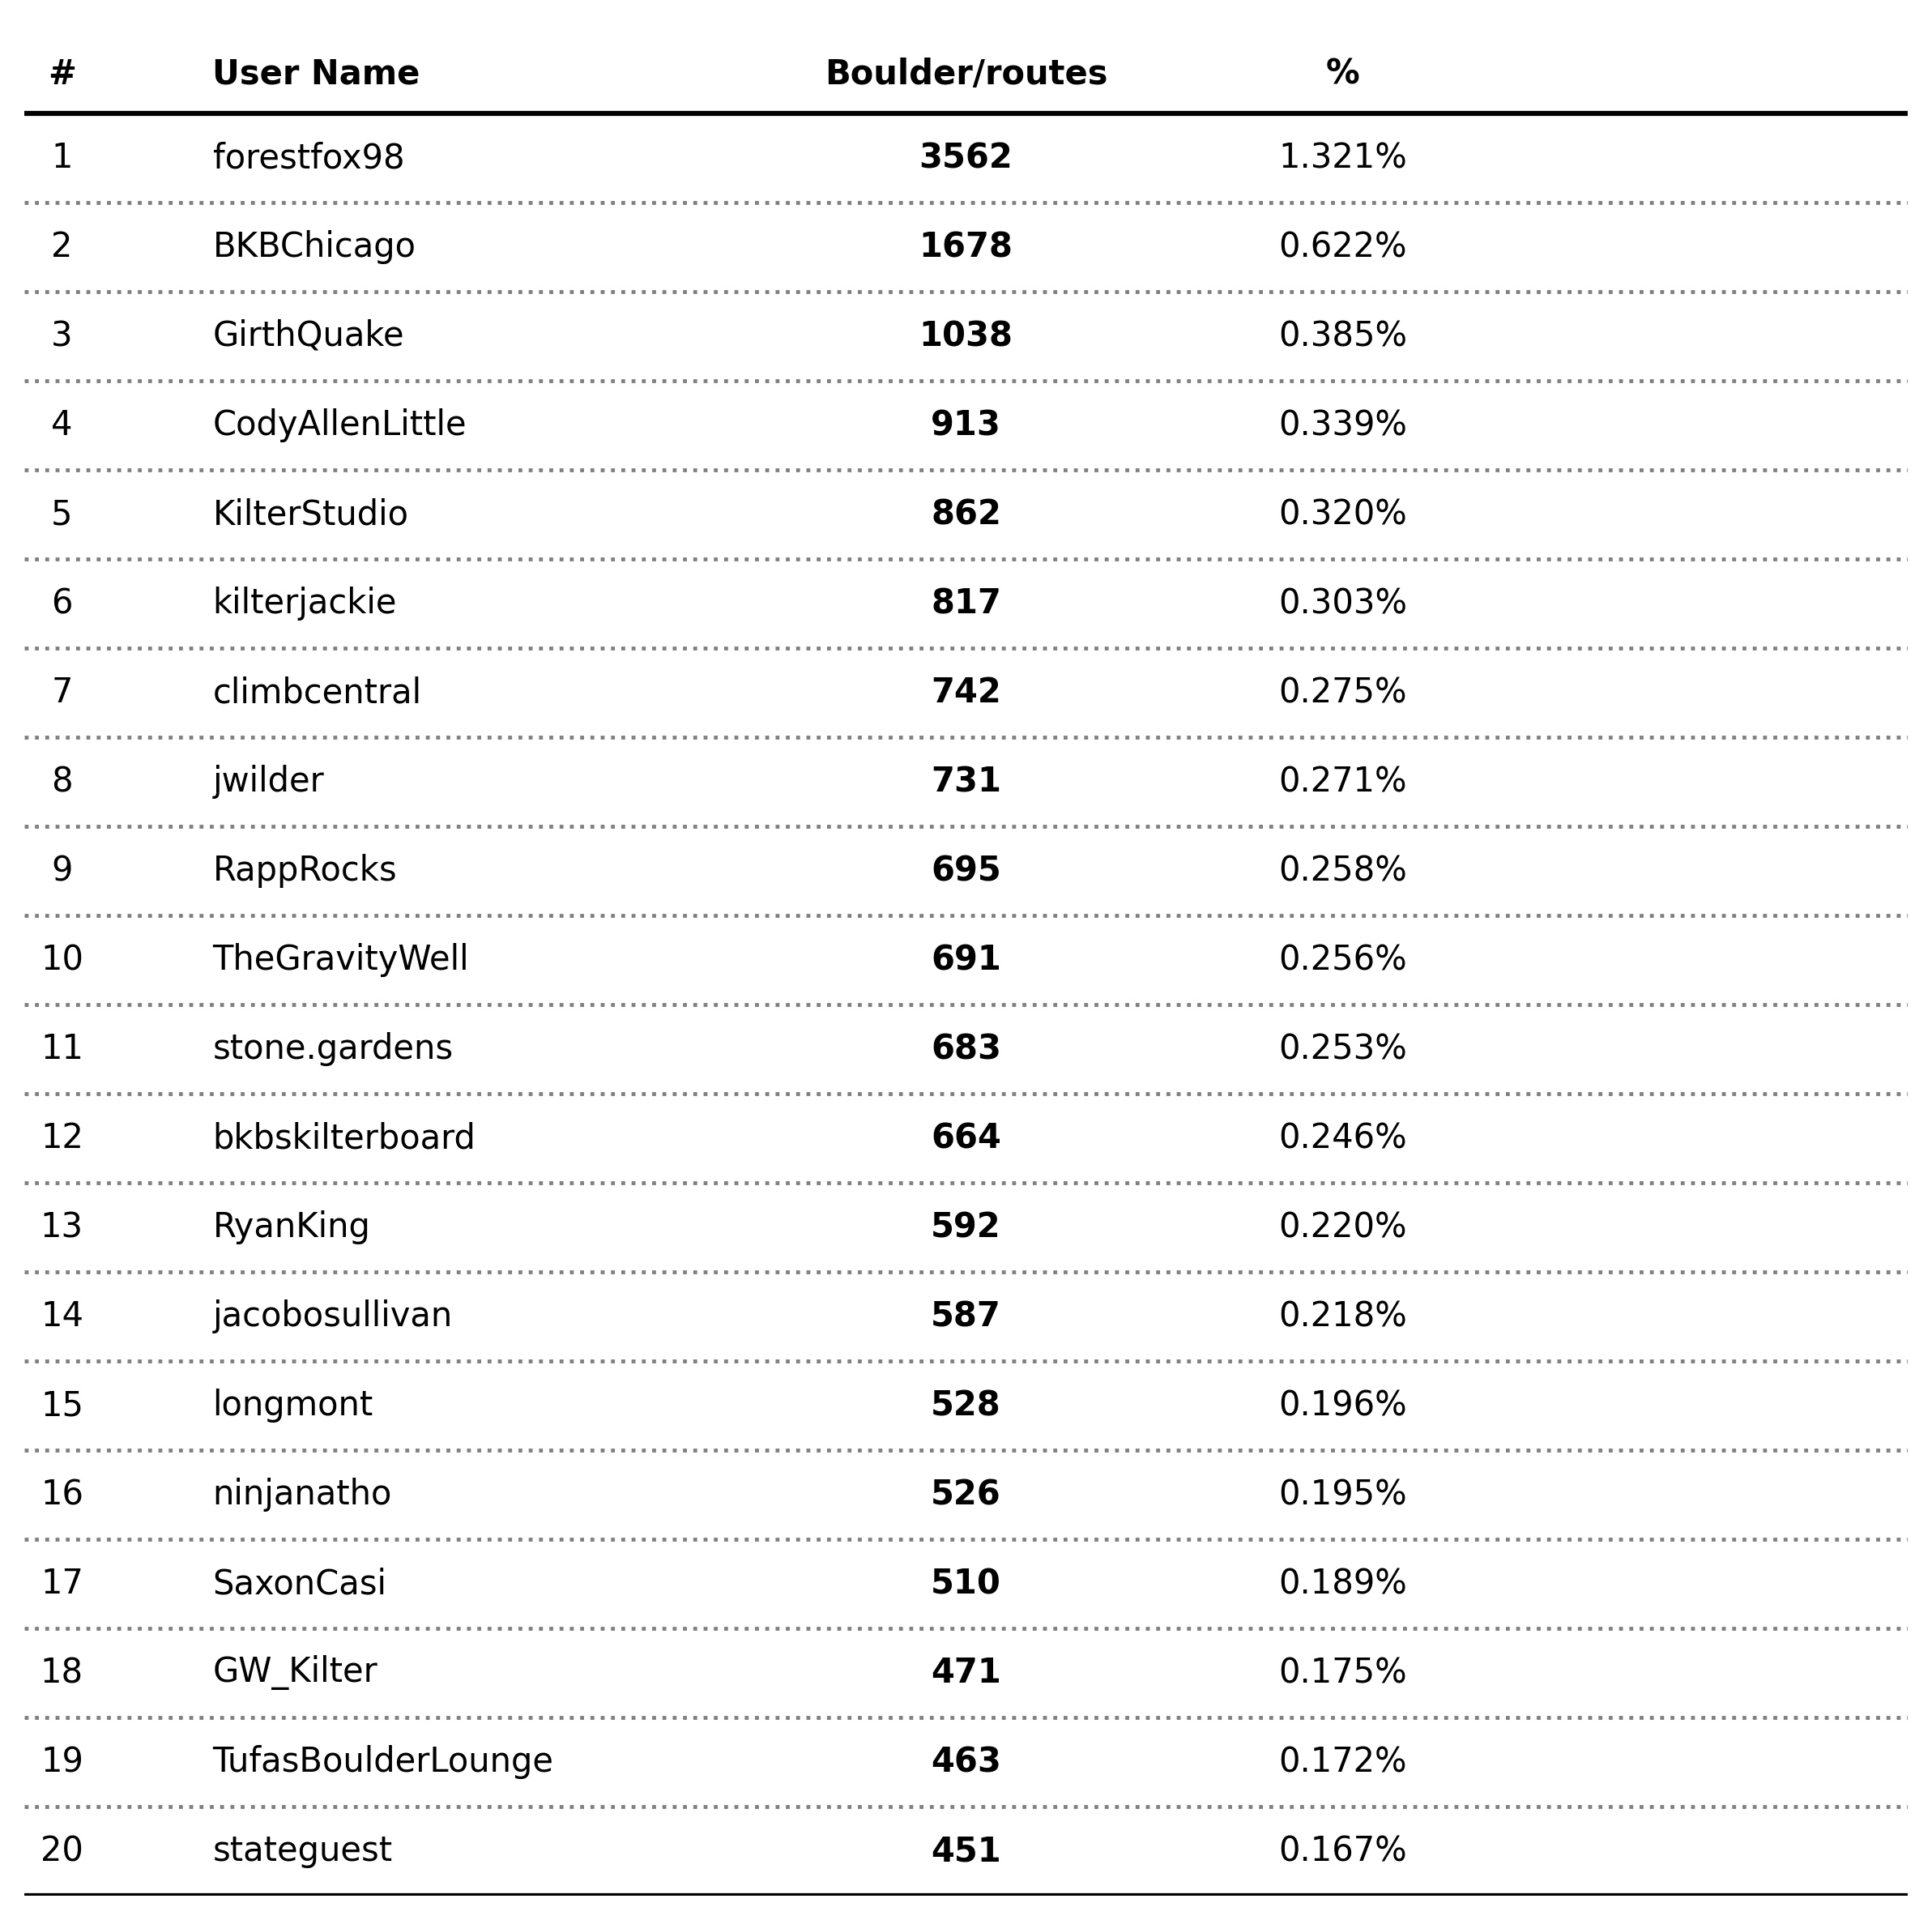 # User Name Boulder/routes %
1 forestfox98 3562 1.321%
2 BKBChicago 1678 0.622%
3 GirthQuake 1038 0.385%
4 CodyAllenLittle 913 0.339%
5 KilterStudio 862 0.320%
6 kilterjackie 817 0.303%
7 climbcentral 742 0.275%
8 jwilder 731 0.271%
9 RappRocks 695 0.258%
10 TheGravityWell 691 0.256%
11 stone.gardens 683 0.253%
12 bkbskilterboard 664 0.246%
13 RyanKing 592 0.220%
14 jacobosullivan 587 0.218%
15 longmont 528 0.196%
16 ninjanatho 526 0.195%
17 SaxonCasi 510 0.189%
18 GW_Kilter 471 0.175%
19 TufasBoulderLounge 463 0.172%
20 stateguest 451 0.167%